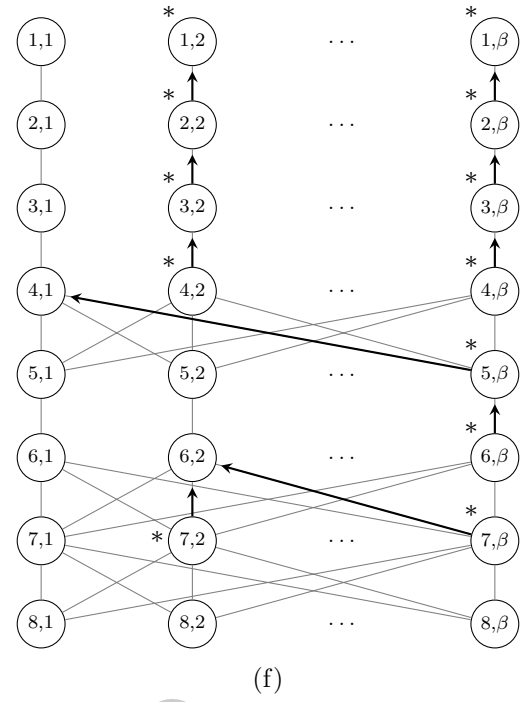 * *
1,1 1,2 ... 1,β
* *
2,1 2,2 ... 2,β
* *
3,1 3,2 ... 3,β
* *
4,1 4,2 ... 4,β
*
5,1 5,2 ... 5,β
*
6,1 6,2 ... 6,β
*
7,1 * 7,2 ... 7,β
8,1 8,2 ... 8,β
(f)